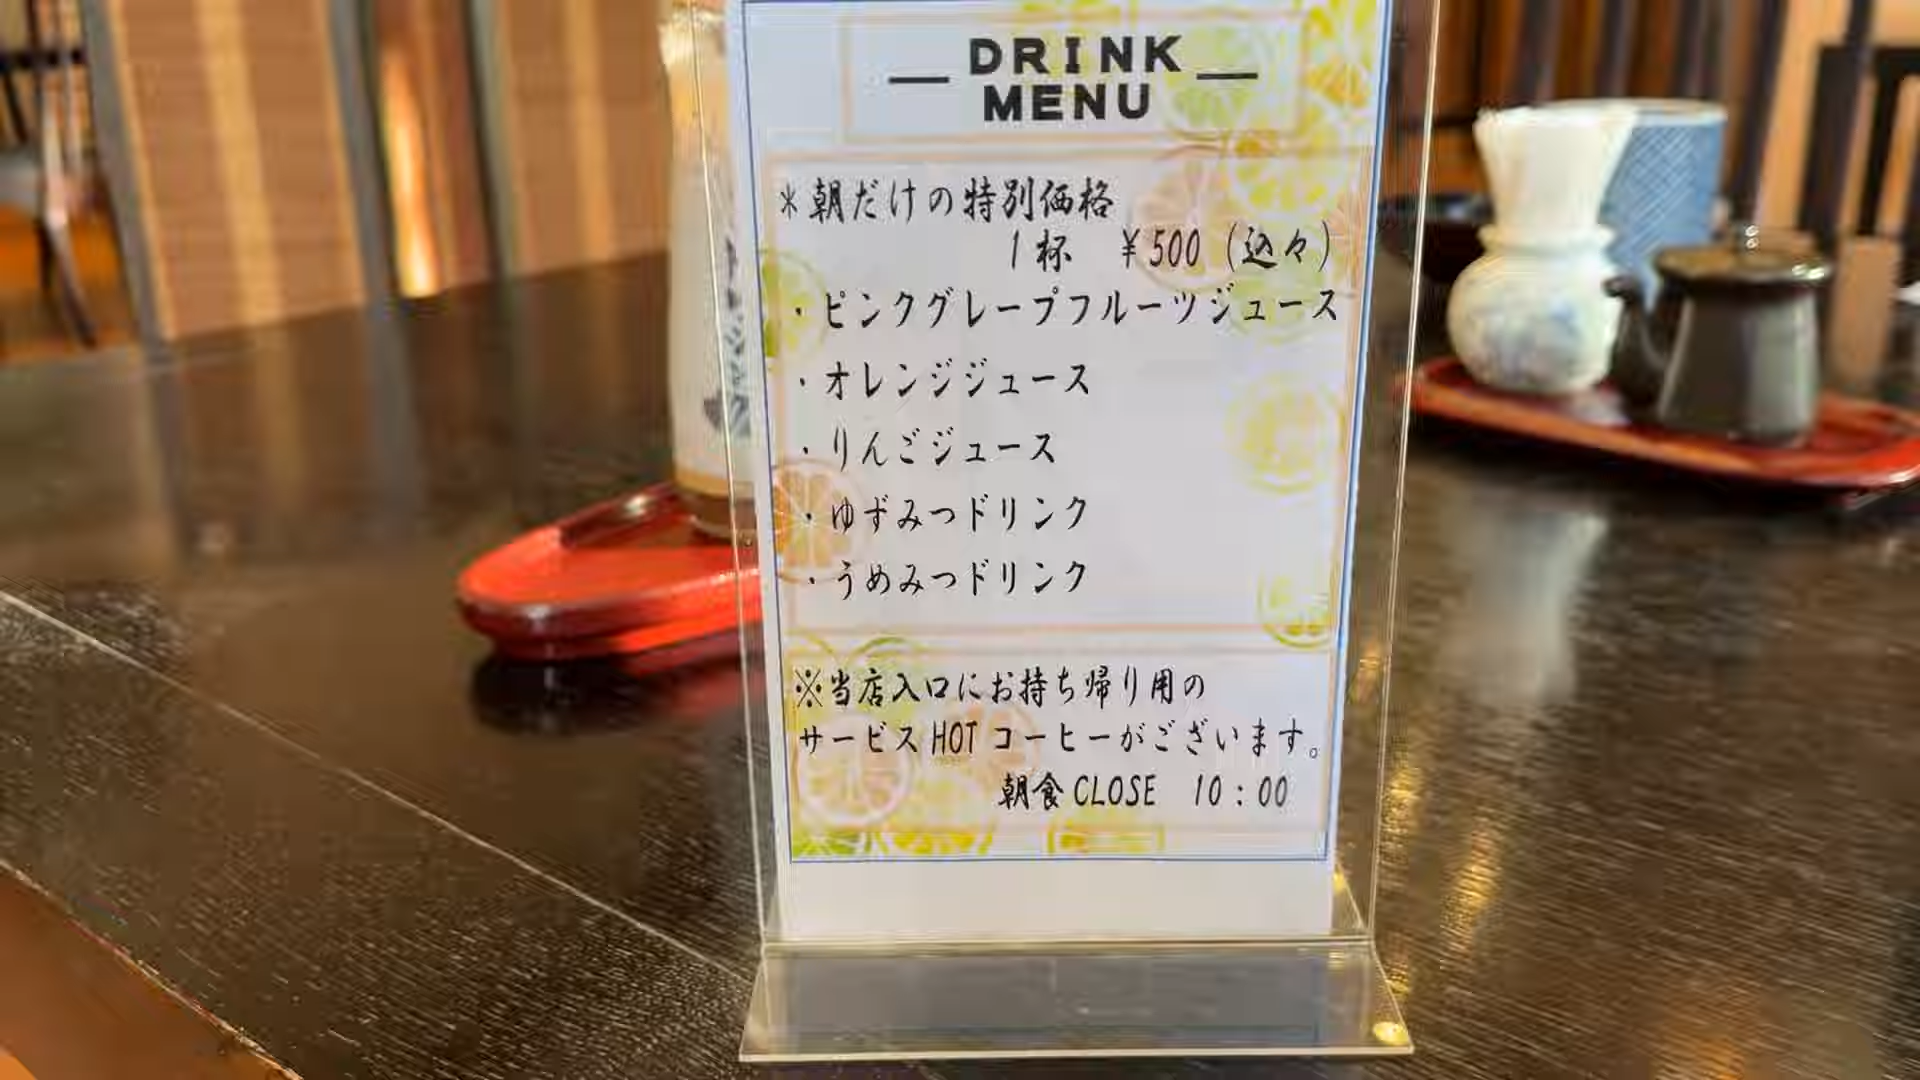 DRINK
MENU
*朝だけの特別価格
1杯 ¥500 (込々)
・ピンクグレープフルーツジュース
・オレンジジュース
・りんごジュース
・ゆずみつドリンク
・うめみつドリンク
※当店入口にお持ち帰り用の
サービスHOTコーヒーがございます。
朝食CLOSE 10:00